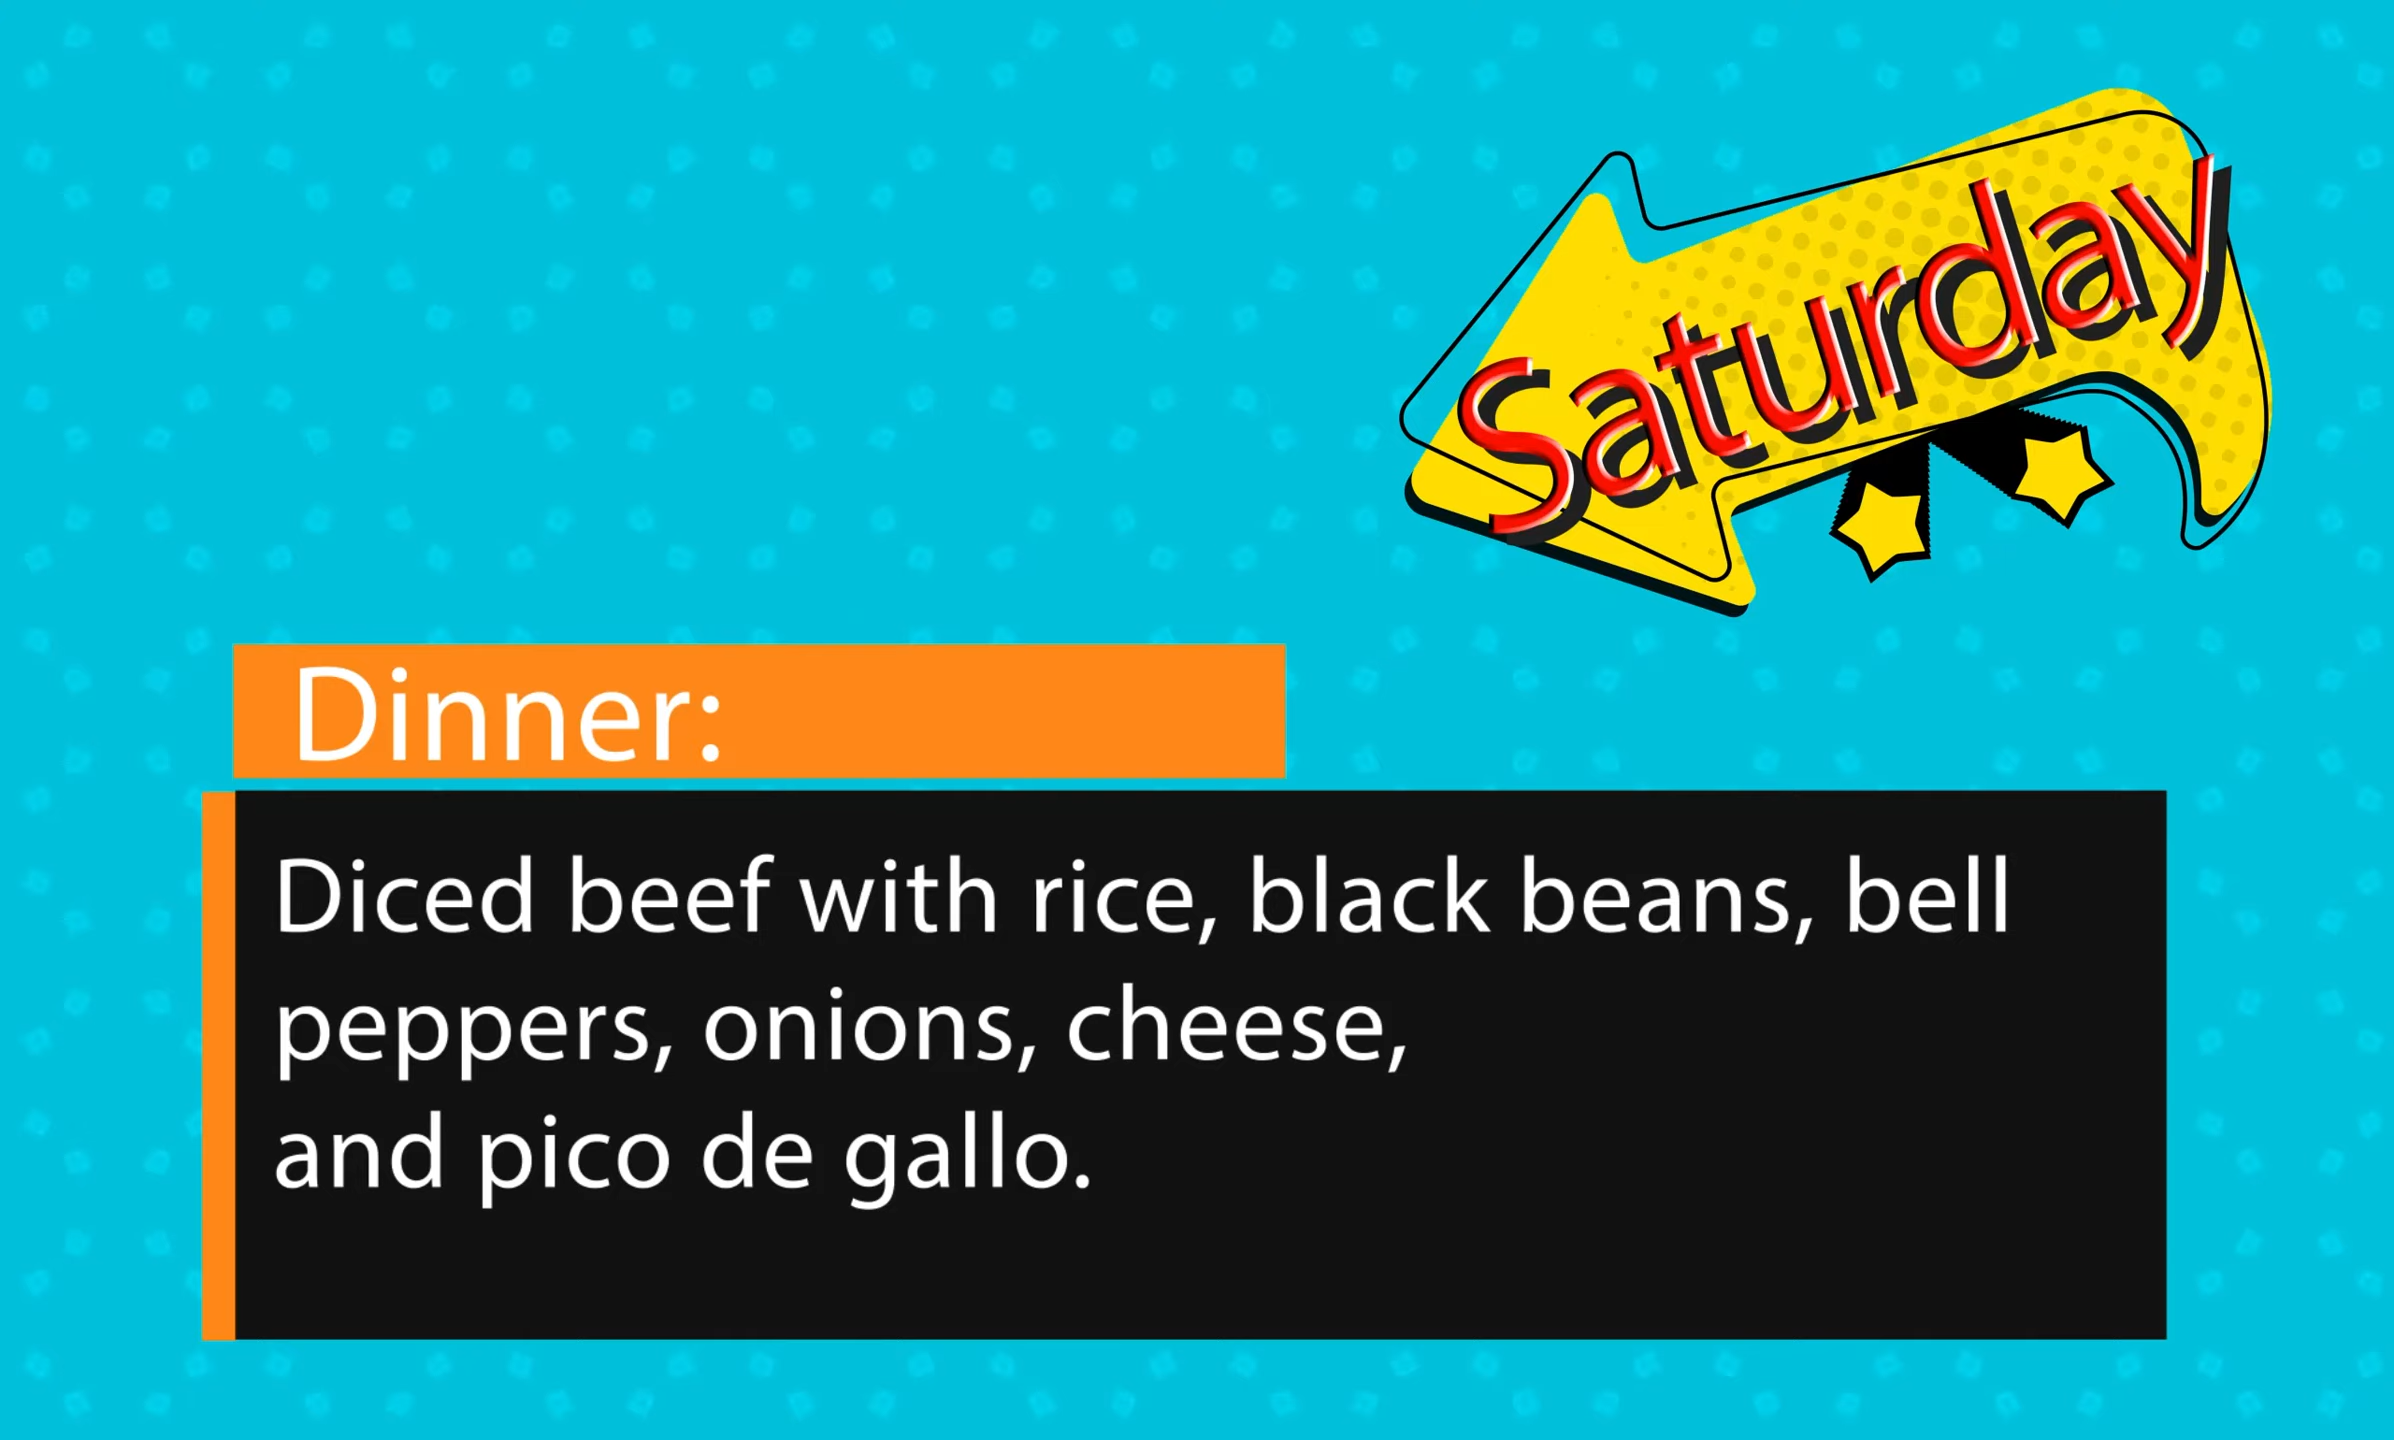 Saturday
Dinner:
Diced beef with rice, black beans, bell
peppers, onions, cheese,
and pico de gallo.